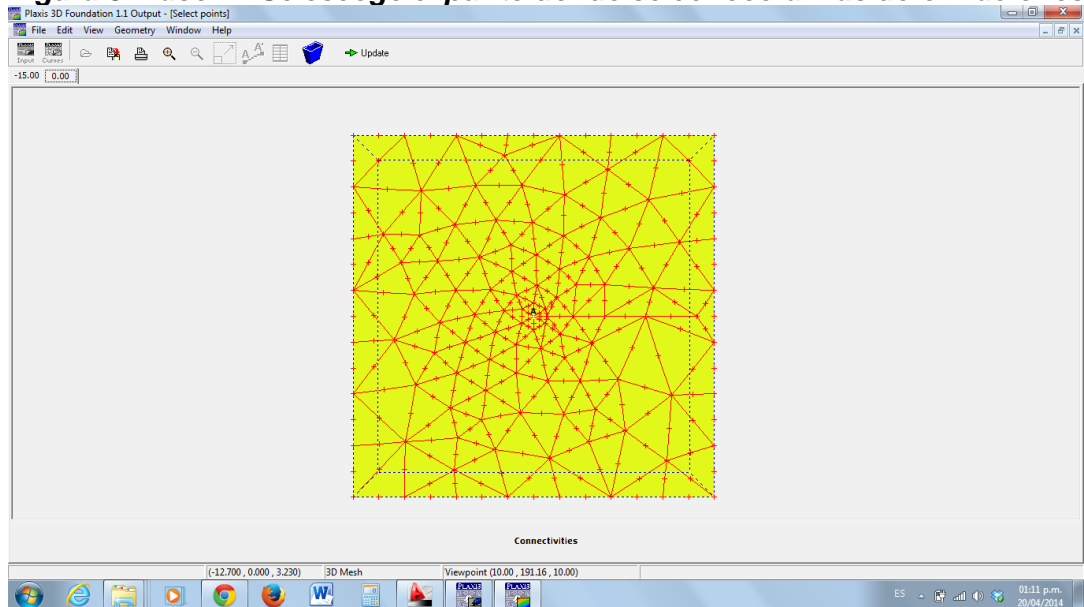 Plaxis 3D Foundation 1.1 Output - [Select points]
File Edit View Geometry Window Help
Input Curves
A A'
Update
-15.00 0.00
A
Connectivities
(-12.700 , 0.000 , 3.230) 3D Mesh Viewpoint (10.00 , 191.16 , 10.00)
PLAXIS PLAXIS
ES 01:11 p.m.
20/04/2014